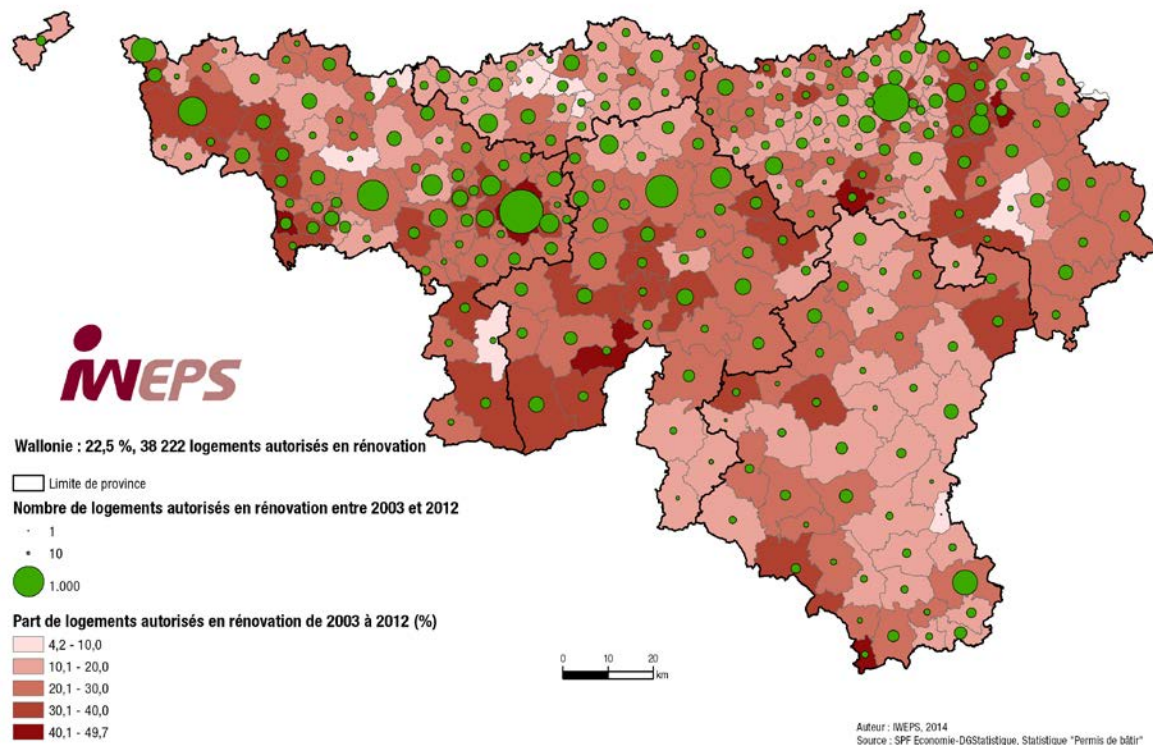 IWEPS
Wallonie : 22,5 %, 38 222 logements autorisés en rénovation
Limite de province
Nombre de logements autorisés en rénovation entre 2003 et 2012
1
10
1.000
Part de logements autorisés en rénovation de 2003 à 2012 (%)
4,2 - 10,0
10,1 - 20,0
20,1 - 30,0
30,1 - 40,0
40,1 - 49,7
0 10 20
km
Auteur : IWEPS, 2014
Source : SPF Economie-DGStatistique, Statistique "Permis de bâtir"